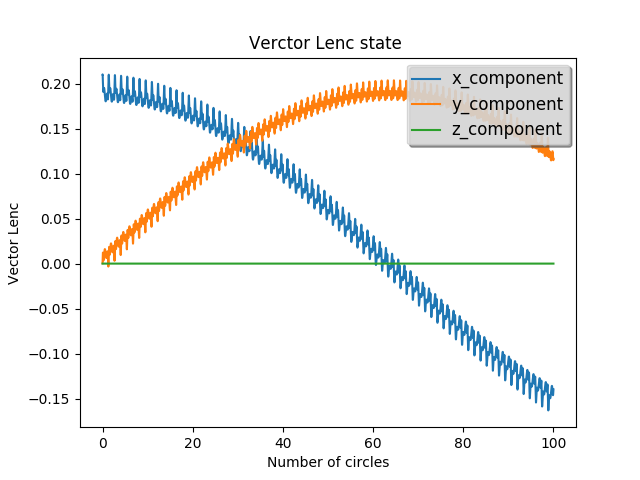 Verctor Lenc state
x_component
y_component
z_component
Vector Lenc
0.20
0.15
0.10
0.05
0.00
−0.05
−0.10
−0.15
0 20 40 60 80 100
Number of circles